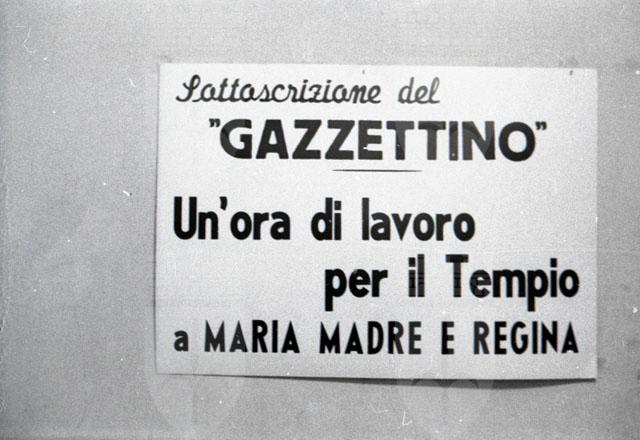 Sottoscrizione del
"GAZZETTINO"
Un'ora di lavoro
per il Tempio
a MARIA MADRE E REGINA